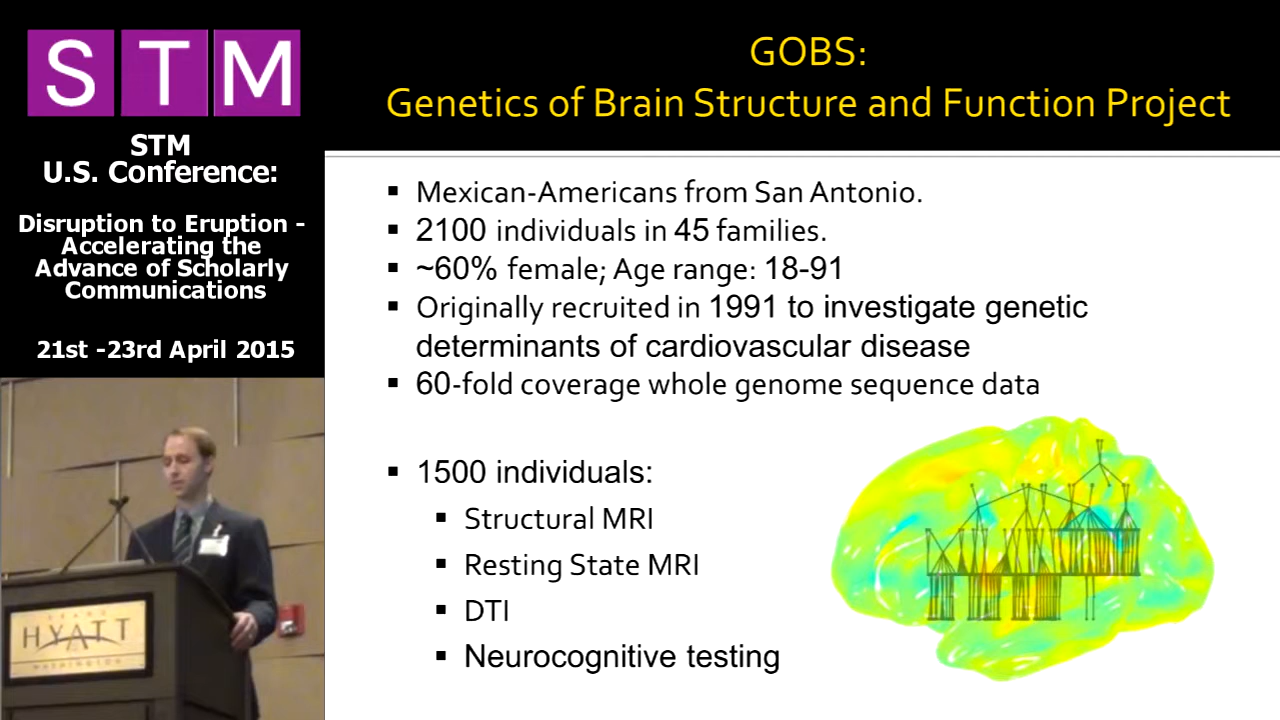 STM
STM
U.S. Conference:
Disruption to Eruption -
Accelerating the
Advance of Scholarly
Communications
21st -23rd April 2015
GRAND
HYATT
WASHINGTON
GOBS:
Genetics of Brain Structure and Function Project
▪ Mexican-Americans from San Antonio.
▪ 2100 individuals in 45 families.
▪ ~60% female; Age range: 18-91
▪ Originally recruited in 1991 to investigate genetic
determinants of cardiovascular disease
▪ 60-fold coverage whole genome sequence data
▪ 1500 individuals:
▪ Structural MRI
▪ Resting State MRI
▪ DTI
▪ Neurocognitive testing